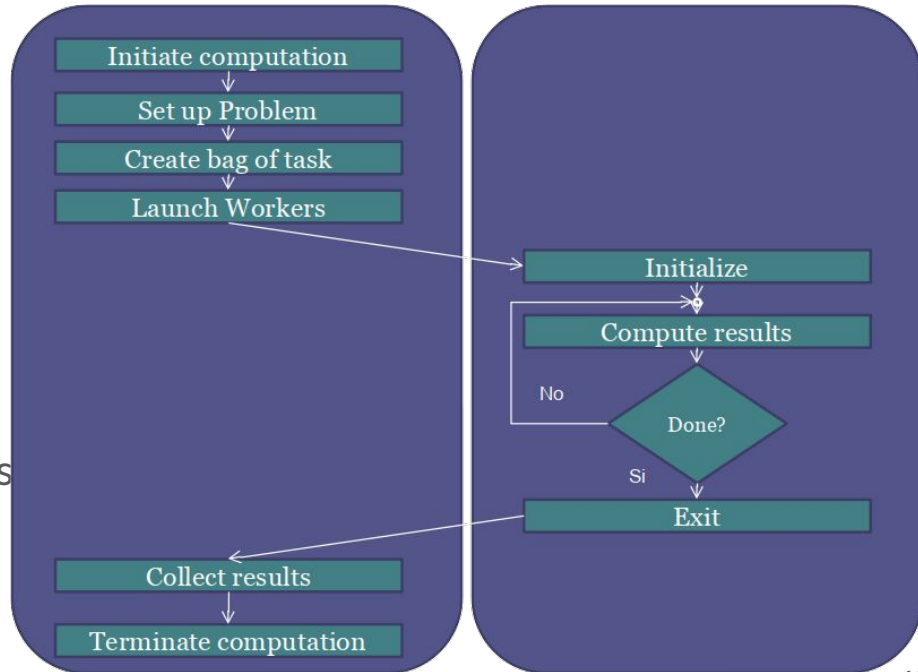 Initiate computation
Set up Problem
Create bag of task
Launch Workers
Initialize
Compute results
No
Done?
Si
Exit
s
Collect results
Terminate computation